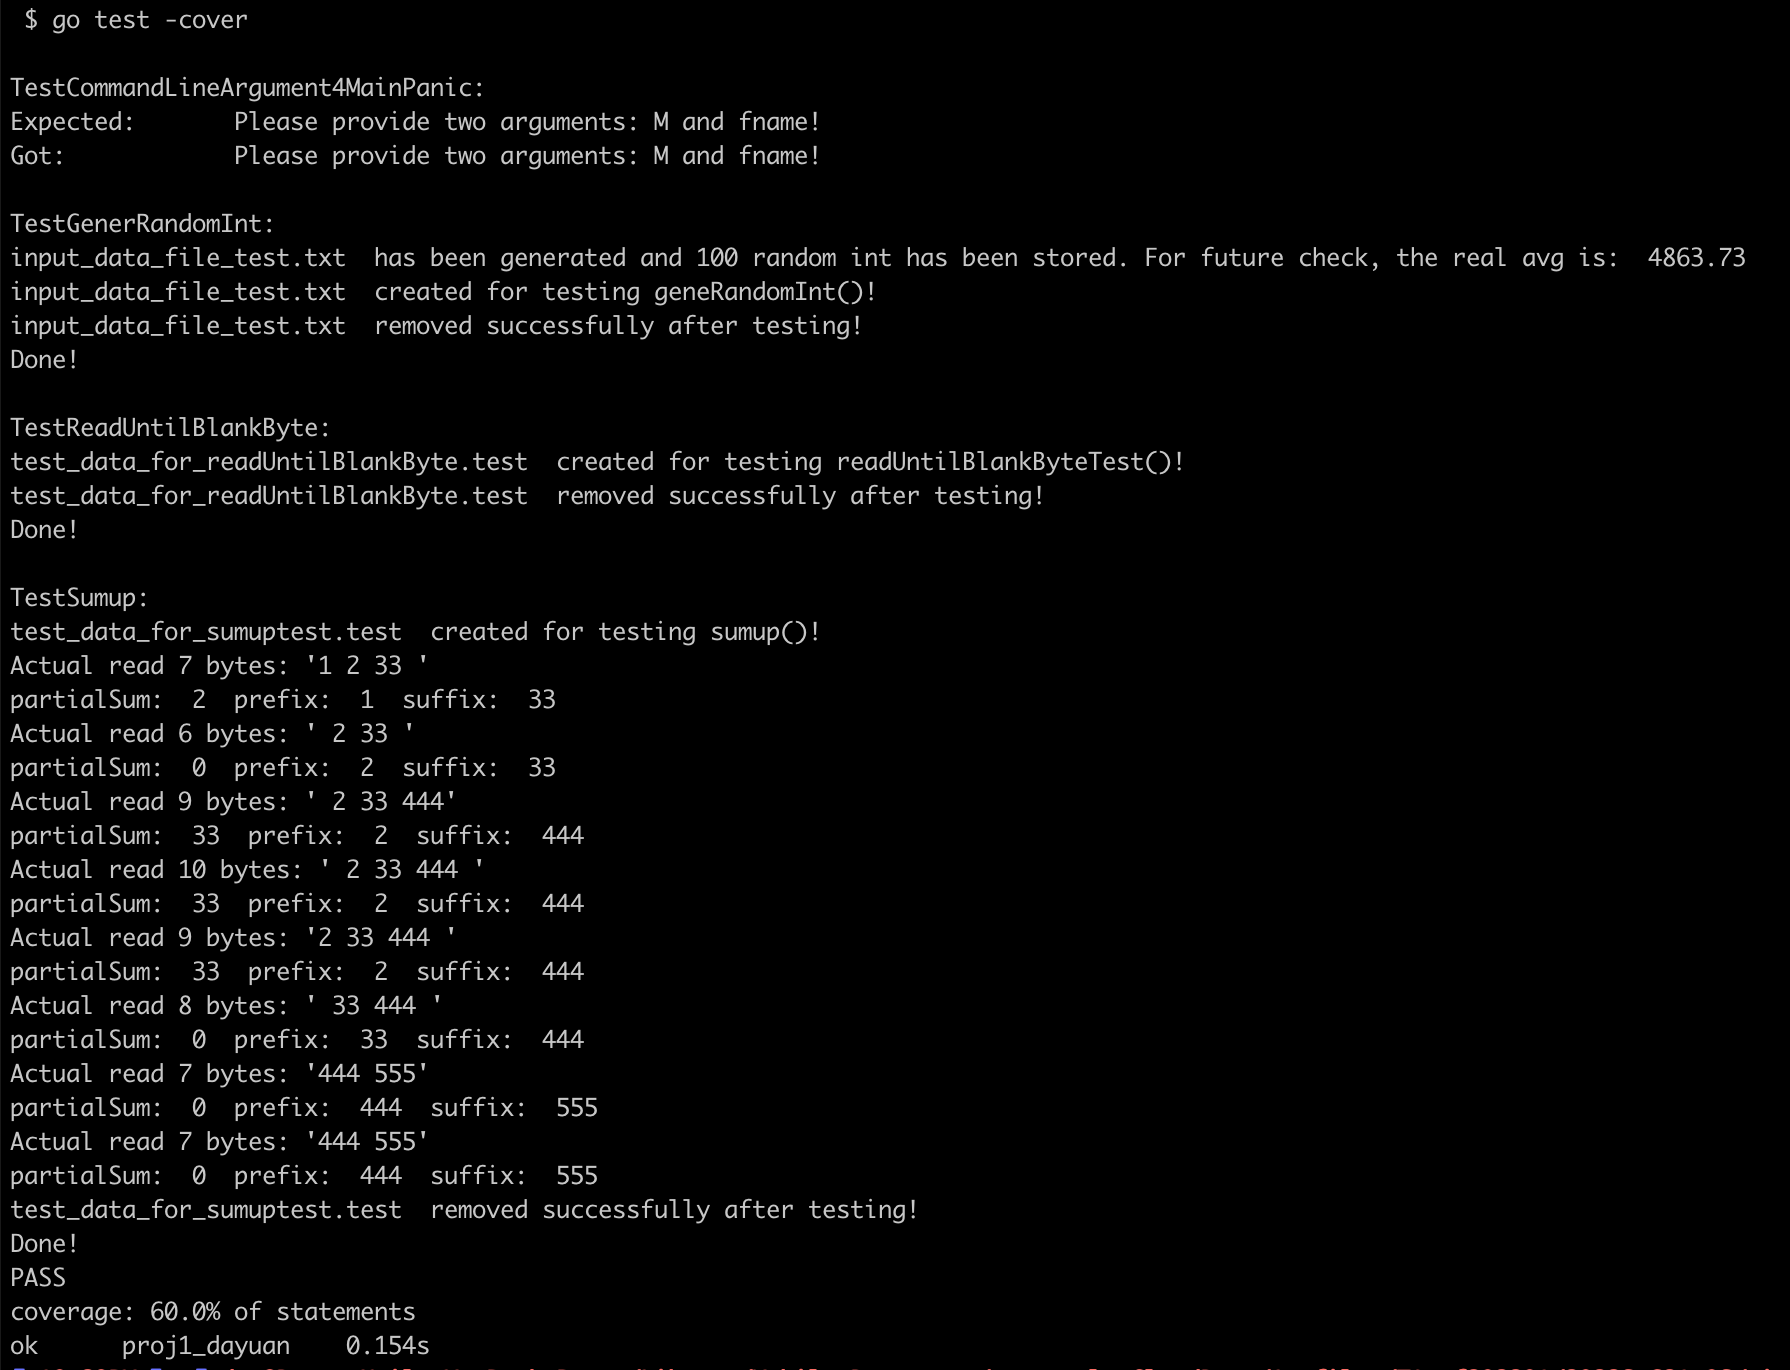 $ go test -cover
TestCommandLineArgument4MainPanic:
Expected:       Please provide two arguments: M and fname!
Got:            Please provide two arguments: M and fname!
TestGenerRandomInt:
input_data_file_test.txt  has been generated and 100 random int has been stored. For future check, the real avg is:  4863.73
input_data_file_test.txt  created for testing geneRandomInt()!
input_data_file_test.txt  removed successfully after testing!
Done!
TestReadUntilBlankByte:
test_data_for_readUntilBlankByte.test  created for testing readUntilBlankByteTest()!
test_data_for_readUntilBlankByte.test  removed successfully after testing!
Done!
TestSumup:
test_data_for_sumuptest.test  created for testing sumup()!
Actual read 7 bytes: '1 2 33 '
partialSum:  2  prefix:  1  suffix:  33
Actual read 6 bytes: ' 2 33 '
partialSum:  0  prefix:  2  suffix:  33
Actual read 9 bytes: ' 2 33 444'
partialSum:  33  prefix:  2  suffix:  444
Actual read 10 bytes: ' 2 33 444 '
partialSum:  33  prefix:  2  suffix:  444
Actual read 9 bytes: '2 33 444 '
partialSum:  33  prefix:  2  suffix:  444
Actual read 8 bytes: ' 33 444 '
partialSum:  0  prefix:  33  suffix:  444
Actual read 7 bytes: '444 555'
partialSum:  0  prefix:  444  suffix:  555
Actual read 7 bytes: '444 555'
partialSum:  0  prefix:  444  suffix:  555
test_data_for_sumuptest.test  removed successfully after testing!
Done!
PASS
coverage: 60.0% of statements
ok      proj1_dayuan    0.154s